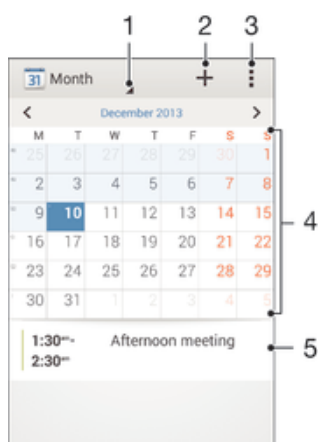 1 2 3
31 Month
December 2013
M T W T F S S
25 26 27 28 29 30 1
2 3 4 5 6 7 8
9 10 11 12 13 14 15
4
16 17 18 19 20 21 22
23 24 25 26 27 28 29
30 31 1 2 3 4 5
1:30 - Afternoon meeting
5
2:30